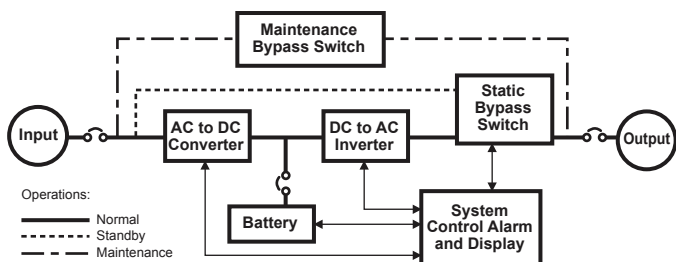 Maintenance
Bypass Switch
Static
Bypass
Switch
Input
AC to DC
Converter
DC to AC
Inverter
Output
Operations:
Normal
Standby
Maintenance
Battery
System
Control Alarm
and Display